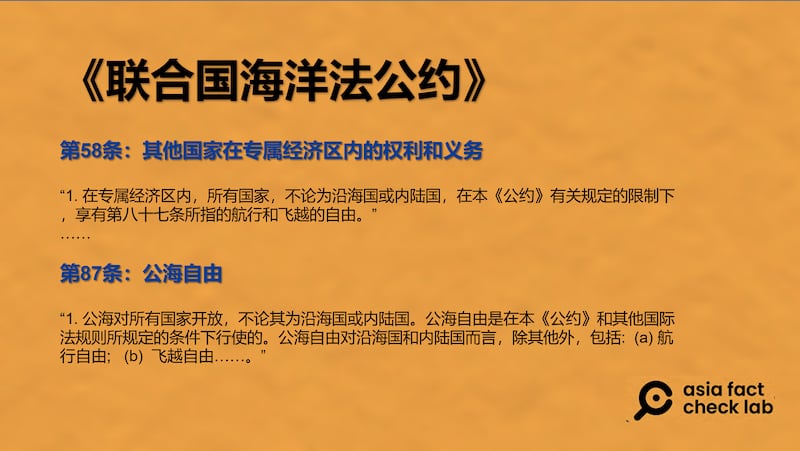 《联合国海洋法公约》
第58条：其他国家在专属经济区内的权利和义务
“1. 在专属经济区内，所有国家，不论为沿海国或内陆国，在本《公约》有关规定的限制下
，享有第八十七条所指的航行和飞越的自由。”
……
第87条：公海自由
“1. 公海对所有国家开放，不论其为沿海国或内陆国。公海自由是在本《公约》和其他国际
法规则所规定的条件下行使的。公海自由对沿海国和内陆国而言，除其他外，包括：(a) 航
行自由；(b) 飞越自由……。”
asia fact
check lab